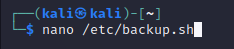 ┌──(kali㉿kali)-[~]
└─$ nano /etc/backup.sh